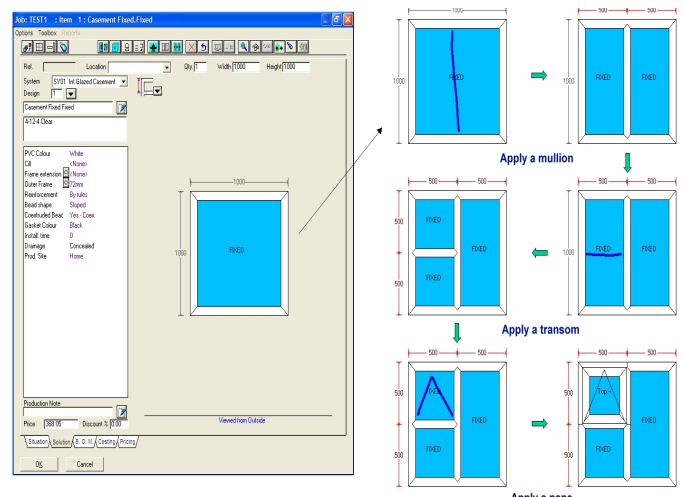 Job: TEST1 : Item 1 : Casement Fixed.Fixed
Options Toolbox Reports
Ref. Location Qty. 1 Width 1000 Height 1000
System SY01 Int.Glazed Casement
Design 1
Casement Fixed.Fixed
4-12-4 Clear
PVC Colour White
Cill <None>
Frame extension <None>
Outer Frame 72mm
Reinforcement By rules
Bead shape Sloped
Coextruded Beac Yes - Coex
Gasket Colour Black
Install. time 0
Drainage Concealed
Prod. Site Home
1000
1000
FIXED
Production Note
Price 368.05 Discount % 0.00
Viewed from Outside
Situation Solution B. O. M. Costing Pricing
OK Cancel
1000
1000
FIXED
500 500
1000
FIXED FIXED
Apply a mullion
500 500
500
500
FIXED FIXED
FIXED
500 500
1000
FIXED FIXED
Apply a transom
500 500
500
500
FIXED FIXED
FIXED
500 500
500
500
Top FIXED
FIXED
Apply a pane